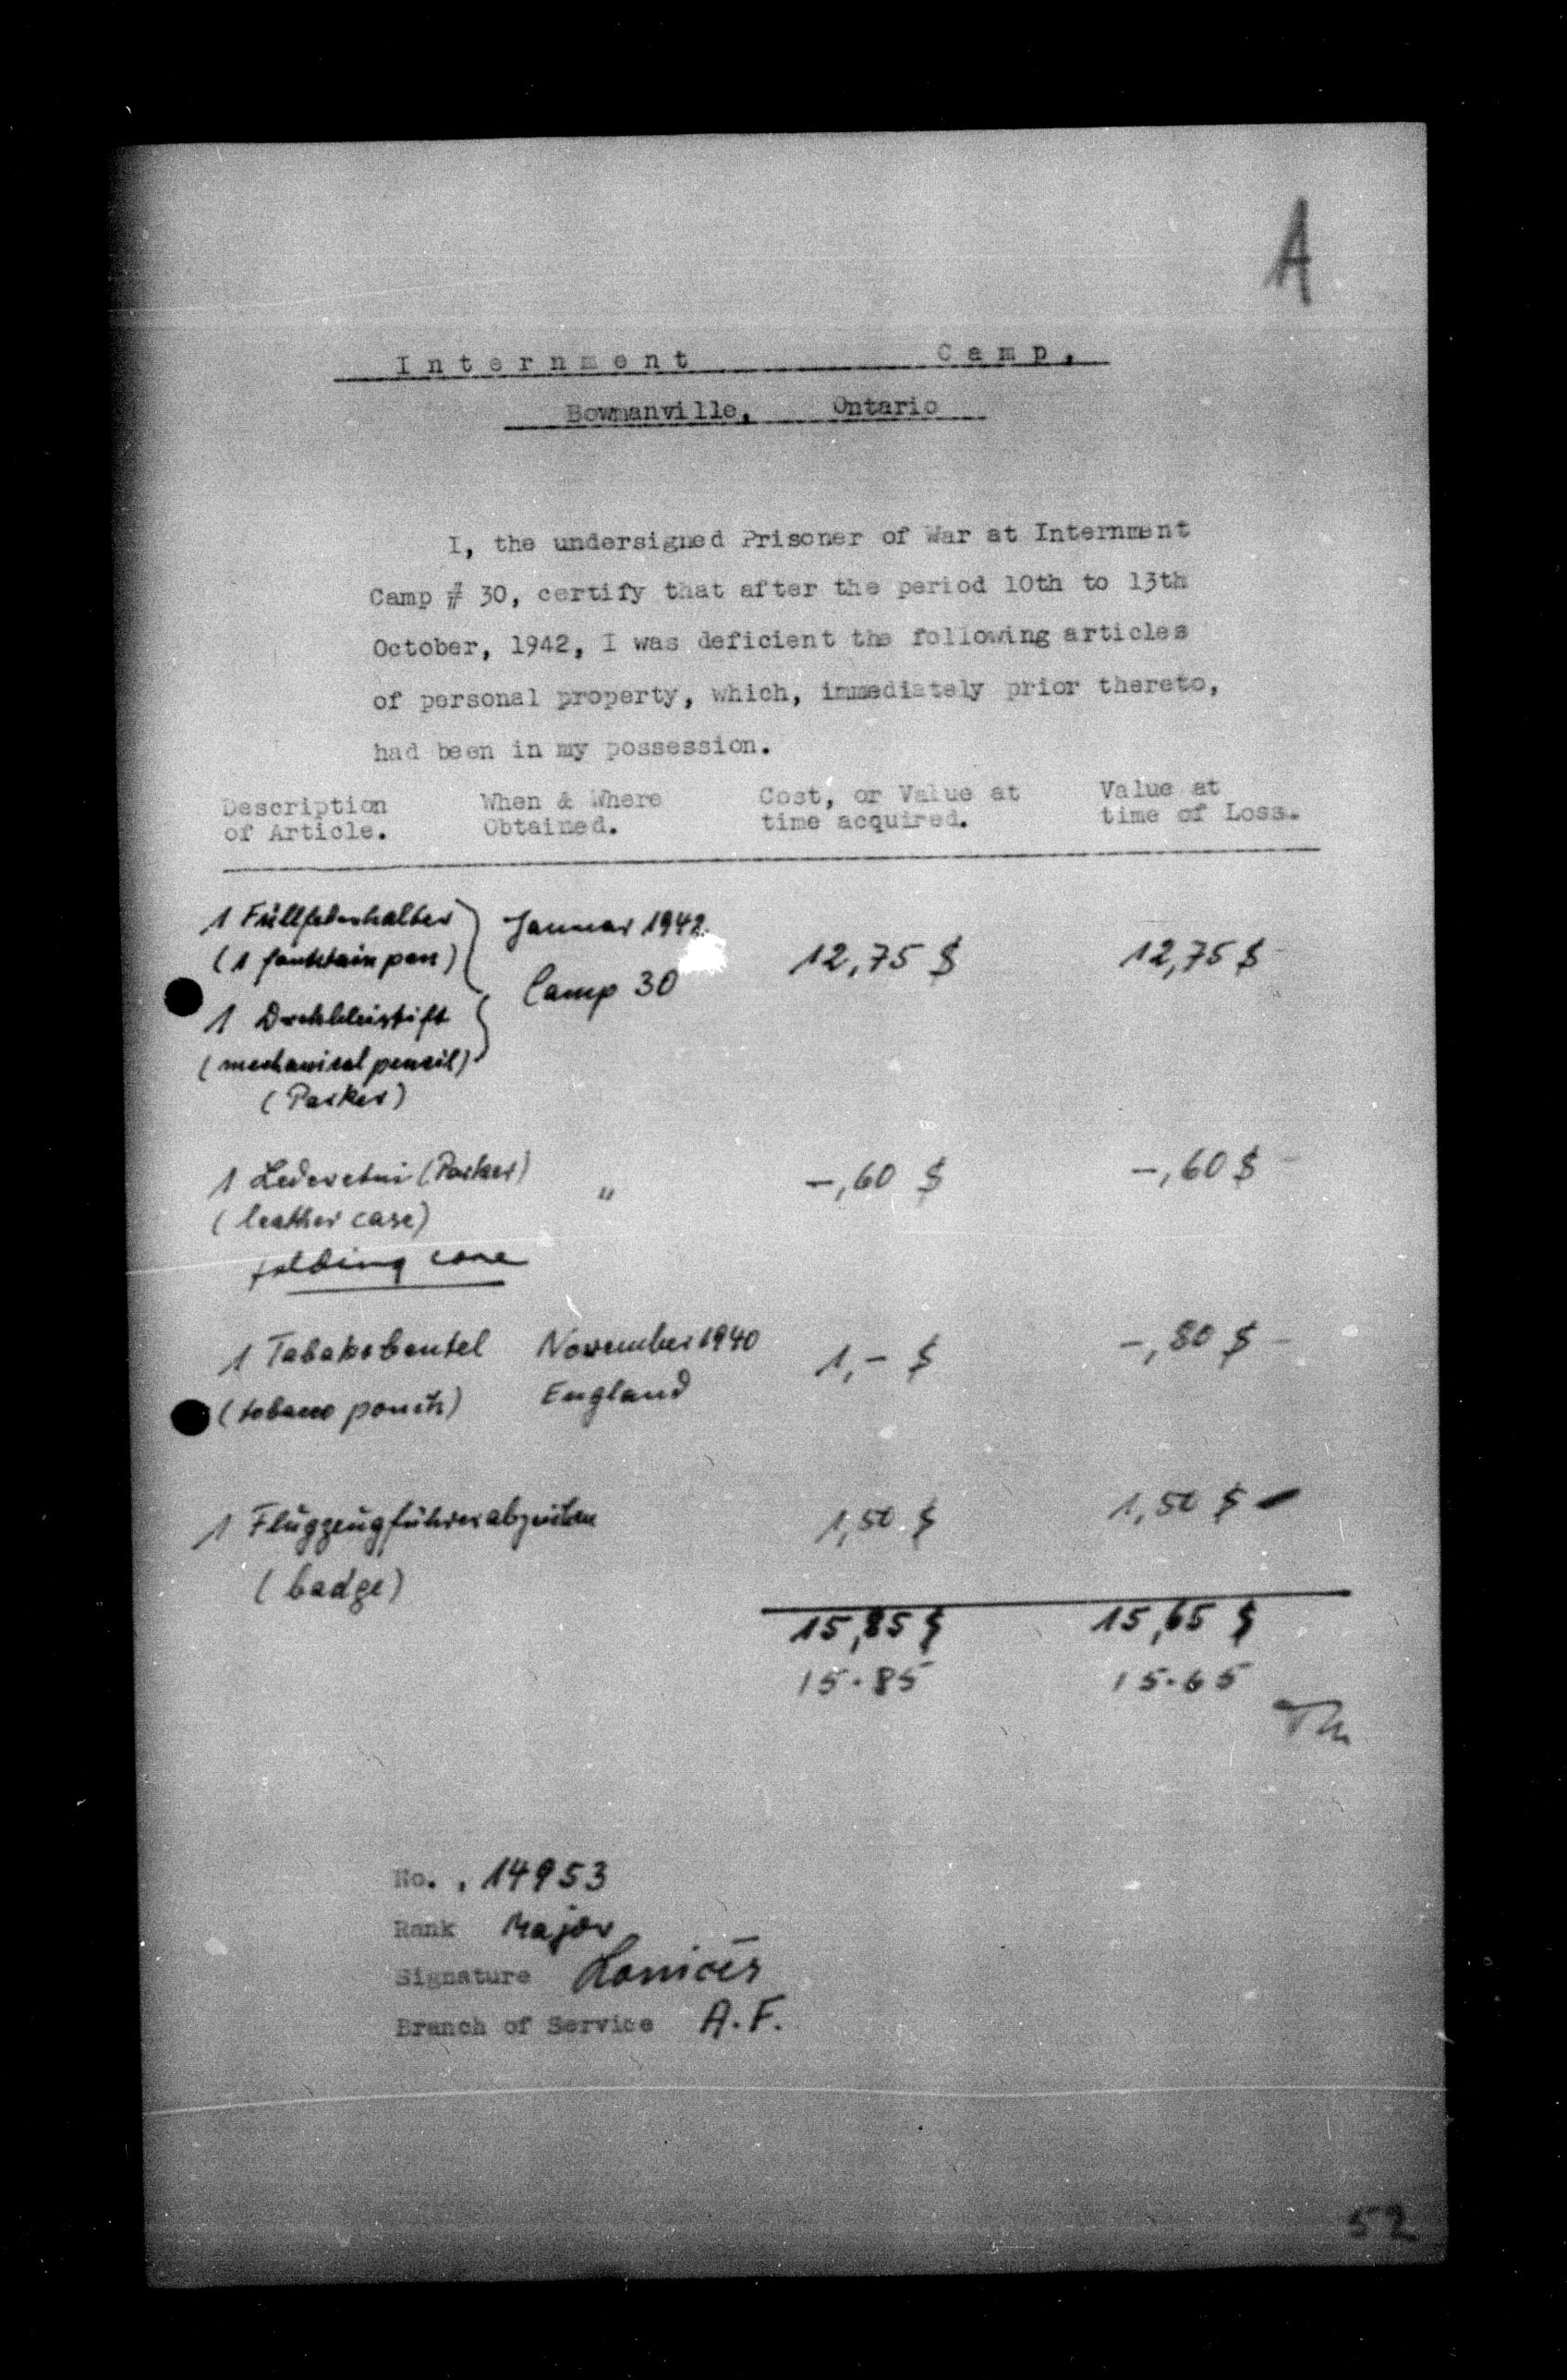 A
Internment Camp.
Bowmanville, Ontario
I, the undersigned Prisoner of War at Internment
Camp # 30, certify that after the period 10th to 13th
October, 1942, I was deficient the following articles
of personal property, which, immediately prior thereto,
had been in my possession.
Description When & Where Cost, or Value at Value at
of Article. Obtained. time acquired. time of Loss.
1 Füllfederhalter Januar 1942.
(1 fountain pen) 12,75 $ 12,75 $
1 Drehbleistift Camp 30
(mechanical pencil)
(Parker)
1 Lederetui (Parker) " -,60 $ -,60 $
(leather case)
folding case
1 Tabaksbeutel November 1940 1,- $ -,80 $
(tobacco pouch) England
1 Flugzeugführerabzeichen 1,50 $ 1,50 $
(badge)
15,85 $ 15,65 $
15.85 15.65
No. . 14953
Rank Major
Signature
Branch of Service A.F.
52